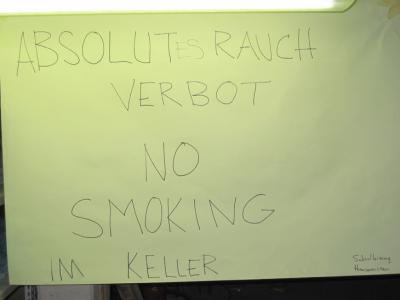 ABSOLUTES RAUCH
VERBOT
NO
SMOKING
IM KELLER